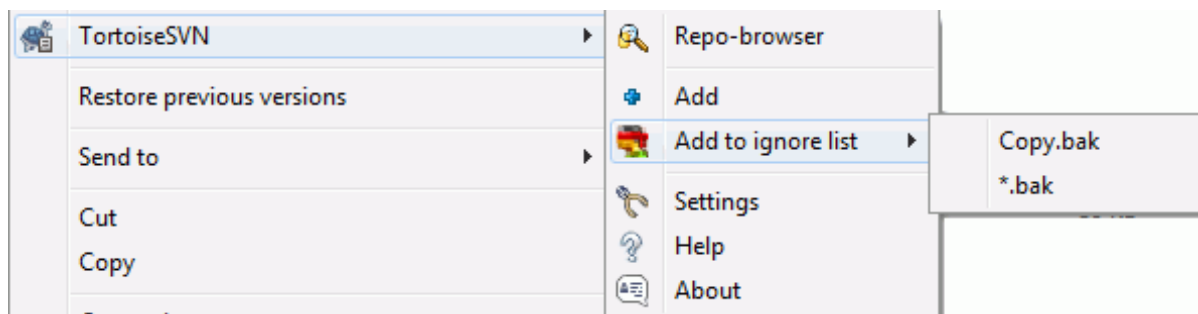 TortoiseSVN
Restore previous versions
Send to
Cut
Copy
Repo-browser
Add
Add to ignore list
Settings
Help
About
Copy.bak
*.bak